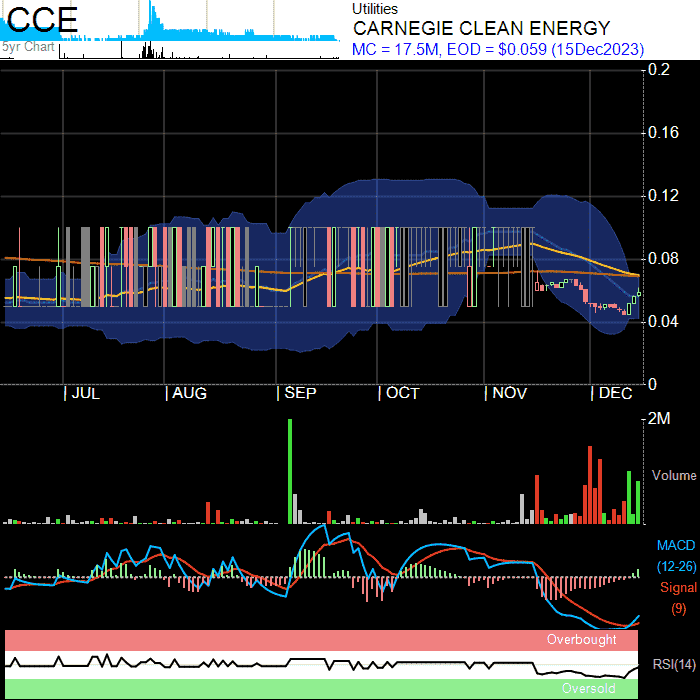 CCE
5yr Chart
Utilities
CARNEGIE CLEAN ENERGY
MC = 17.5M, EOD = $0.059 (15Dec2023)
0.2
0.16
0.12
0.08
0.04
0
JUL AUG SEP OCT NOV DEC
2M
Volume
MACD
(12-26)
Signal
(9)
Overbought
RSI(14)
Oversold